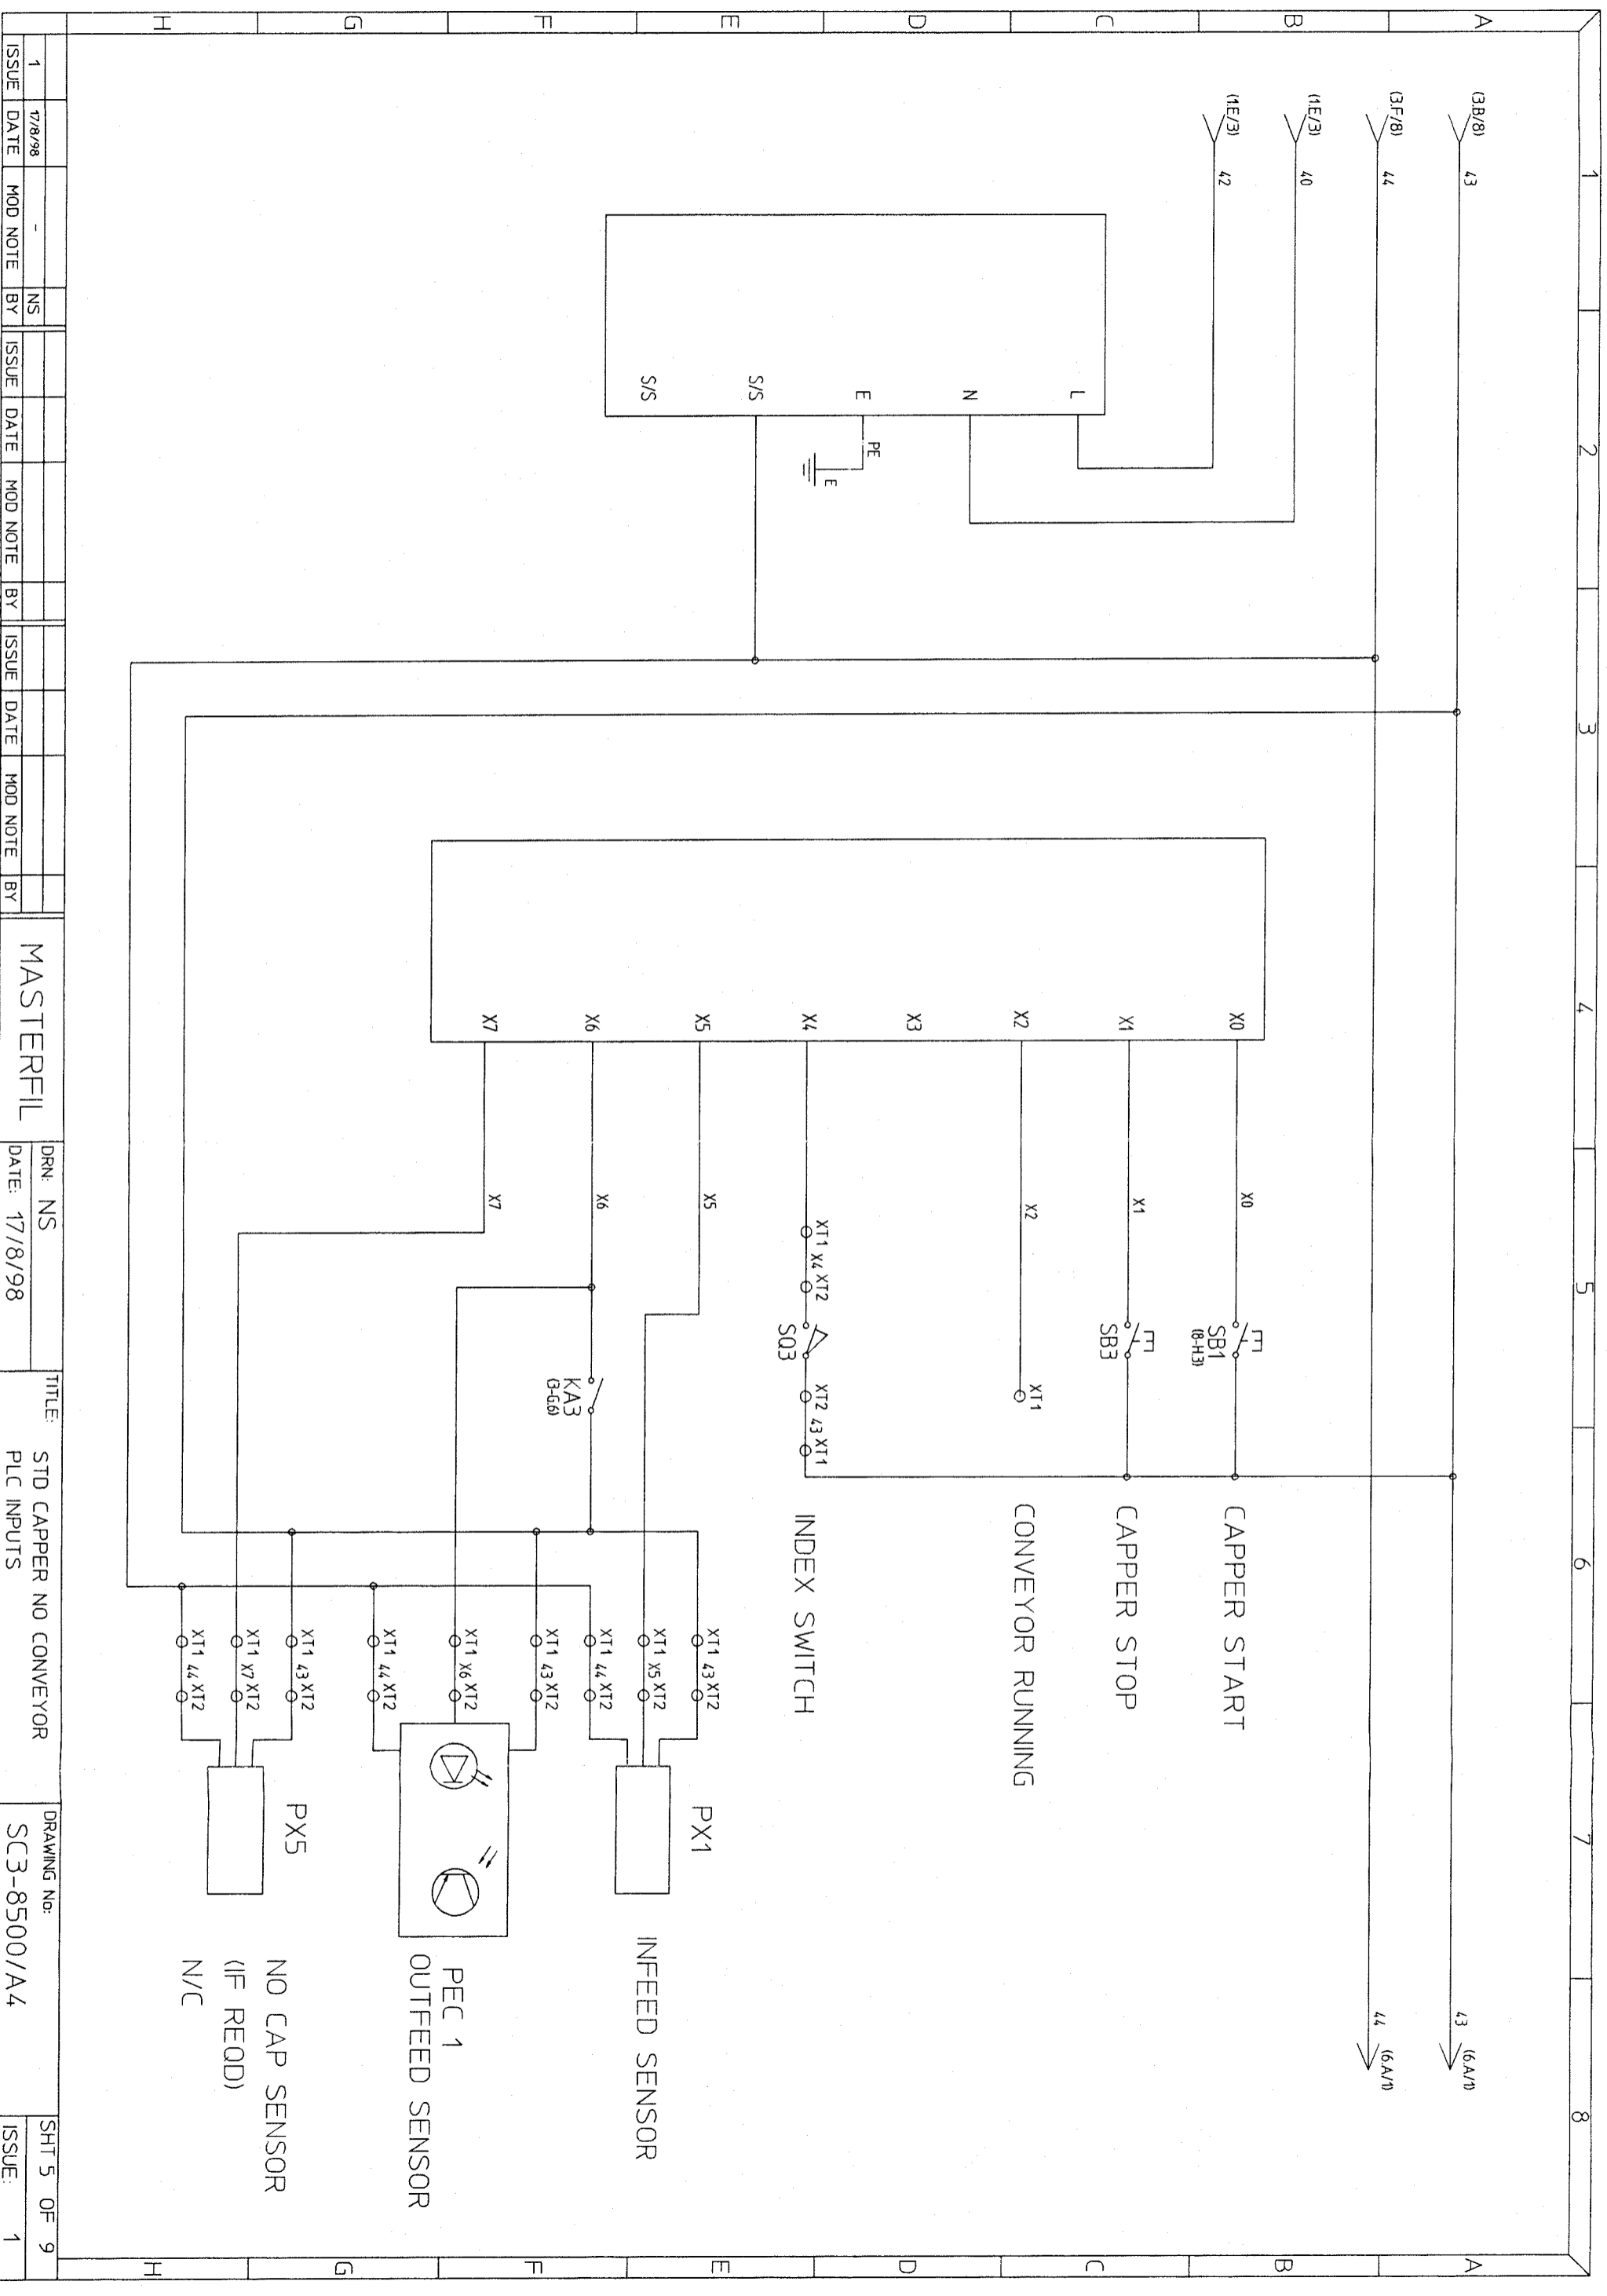 1 2 3 4 5 6 7 8
A
B
C
D
E
F
G
H
A
B
C
D
E
F
G
H
(3.B/8) 43
(3.F/8) 44
(1.E/3) 40
(1.E/3) 42
43 (6.A/1)
44 (6.A/1)
L
N
E
S/S
S/S
PE
E
X0
X1
X2
X3
X4
X5
X6
X7
X0 SB1 CAPPER START
(8-H.3)
X1 SB3 CAPPER STOP
X2 XT1 CONVEYOR RUNNING
XT1 X4 XT2 SQ3 XT2 43 XT1 INDEX SWITCH
X5
X6 KA3
(3-G.6)
X7
XT1 43 XT2
XT1 X5 XT2
XT1 44 XT2
PX1
INFEED SENSOR
XT1 43 XT2
XT1 X6 XT2
XT1 44 XT2
PEC 1
OUTFEED SENSOR
XT1 43 XT2
XT1 X7 XT2
XT1 44 XT2
PX5
NO CAP SENSOR
(IF REQD)
N/C
1 17/8/98 - NS
ISSUE DATE MOD NOTE BY ISSUE DATE MOD NOTE BY ISSUE DATE MOD NOTE BY
MASTERFIL
DRN: NS
DATE: 17/8/98
TITLE:
STD CAPPER NO CONVEYOR
PLC INPUTS
DRAWING No:
SC3-8500/A4
SHT 5 OF 9
ISSUE: 1